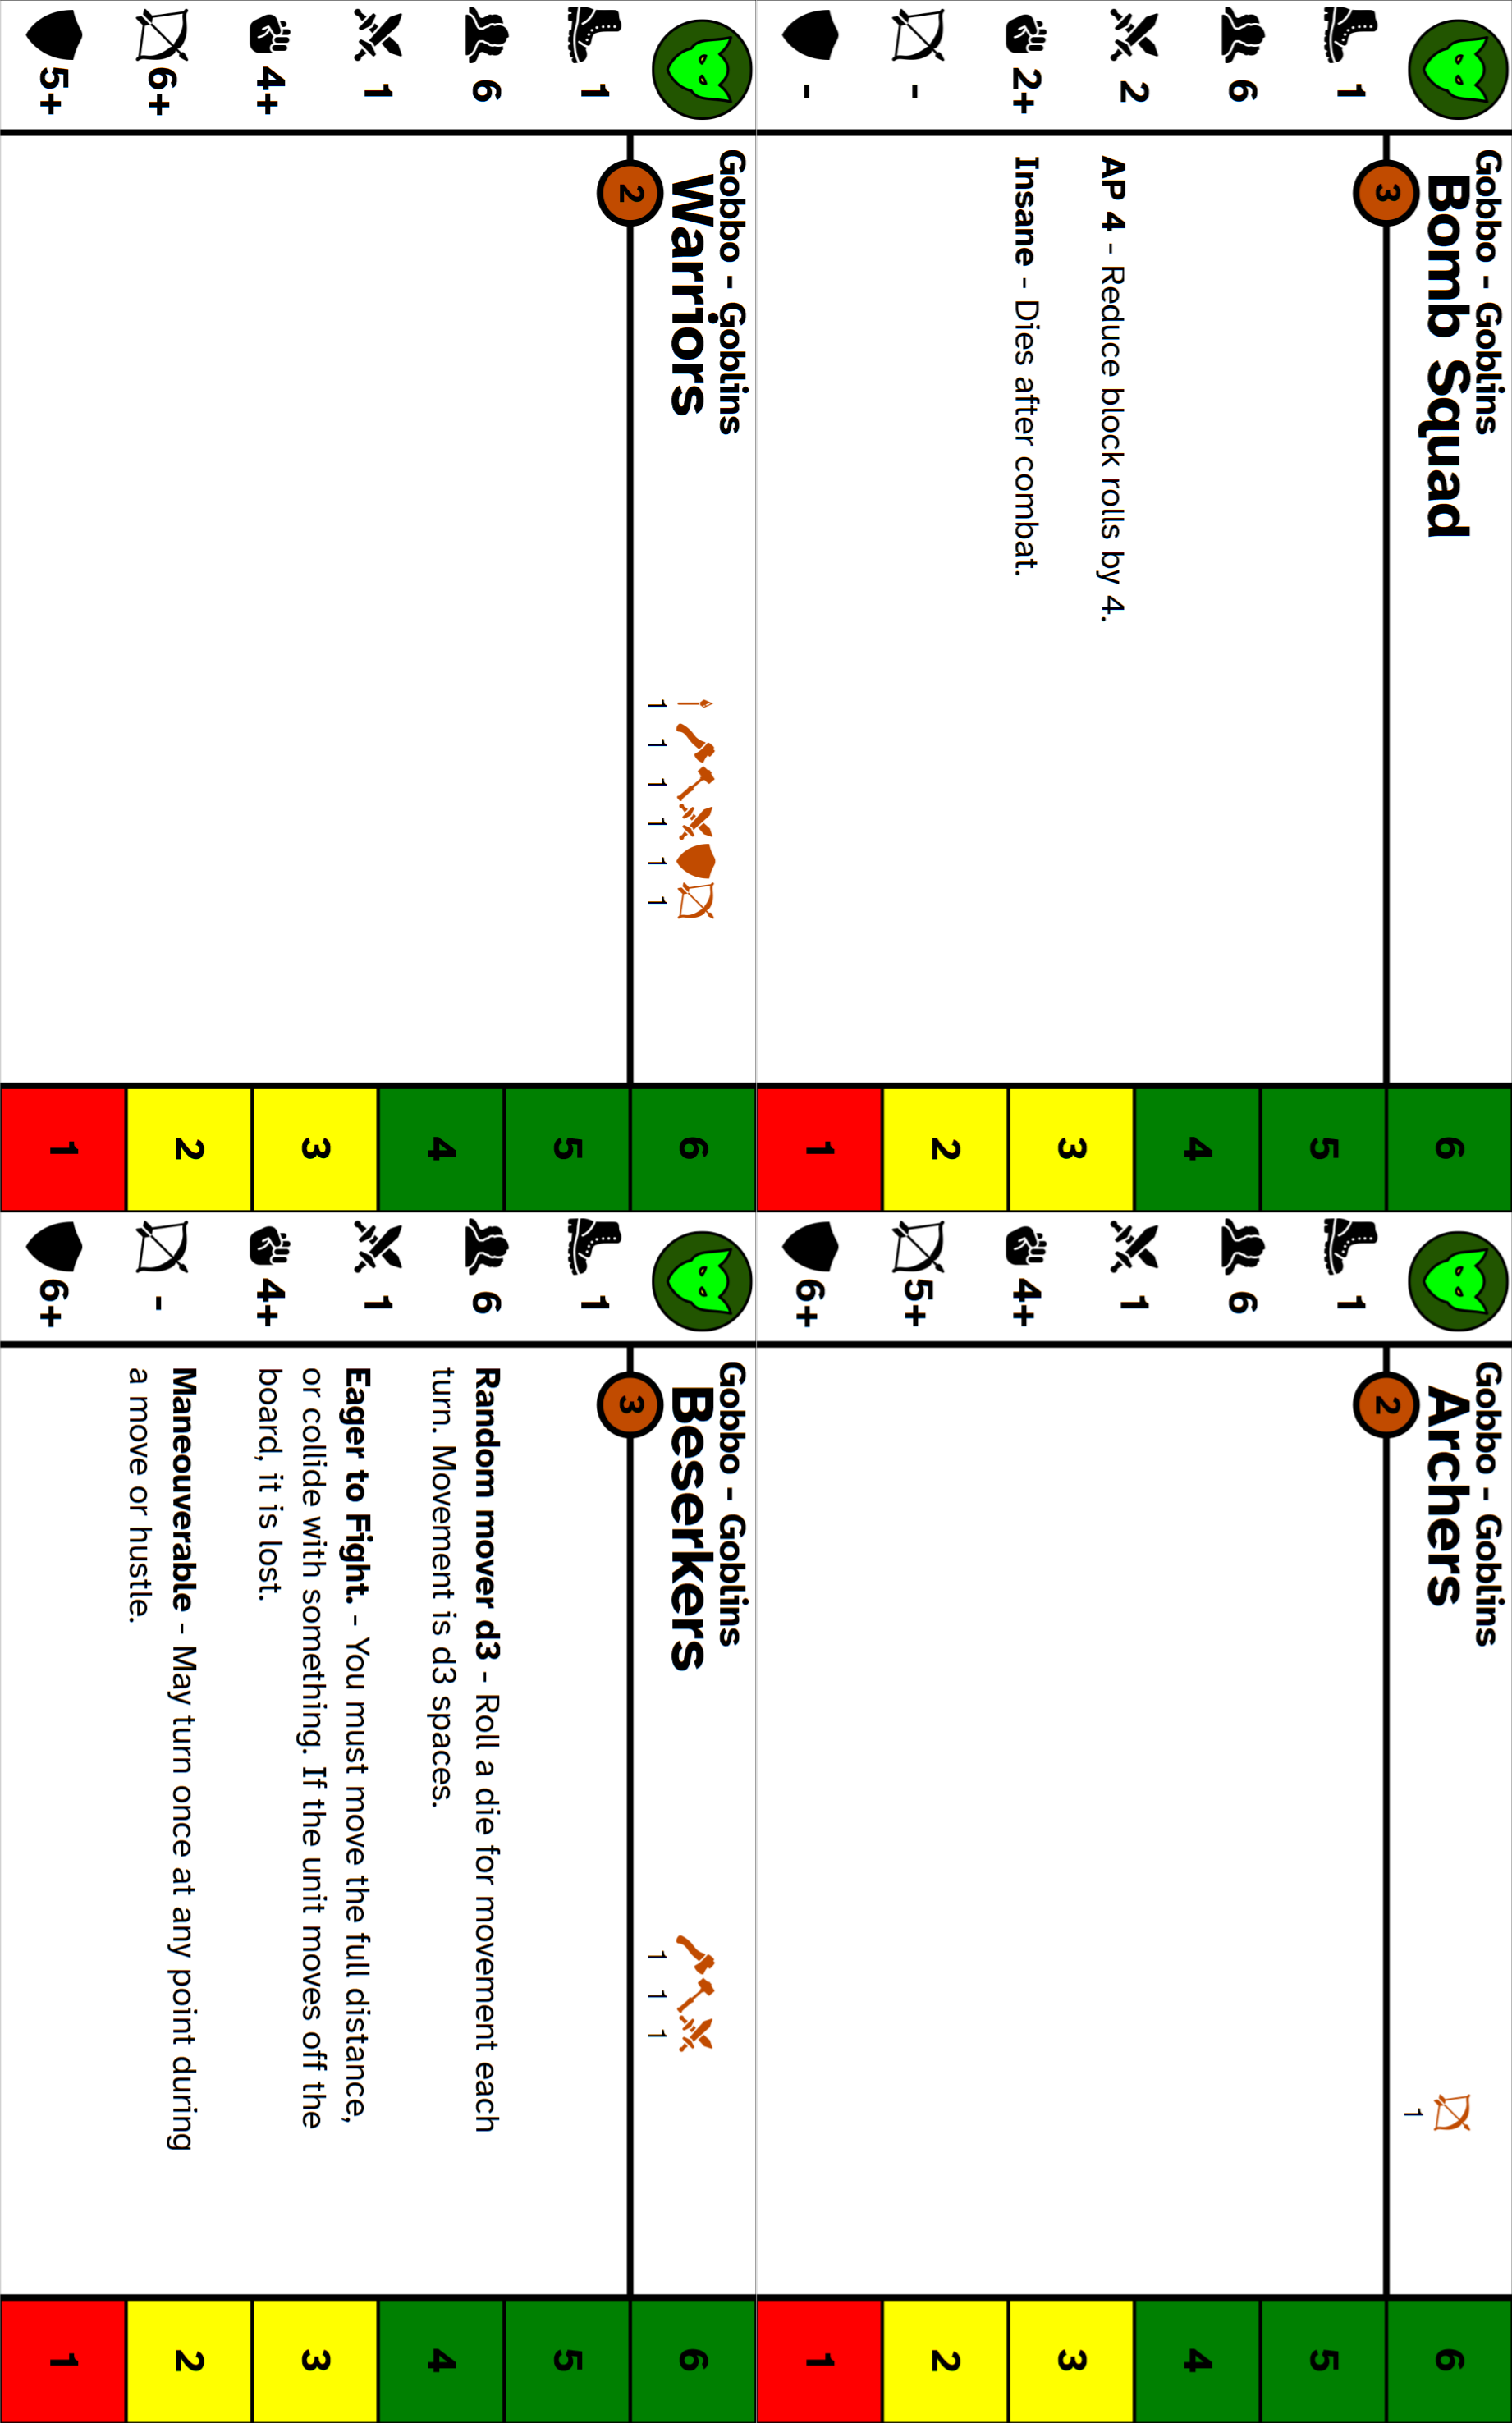 Gobbo - Goblins
Bomb Squad
3
1
6
2
2+
-
-
AP 4 - Reduce block rolls by 4.
Insane - Dies after combat.
6
5
4
3
2
1
Gobbo - Goblins
Archers
1
2
1
6
1
4+
5+
6+
6
5
4
3
2
1
Gobbo - Goblins
Warriors
1 1 1 1 1 1
2
1
6
1
4+
6+
5+
6
5
4
3
2
1
Gobbo - Goblins
Beserkers
1 1 1
3
1
6
1
4+
-
6+
Random mover d3 - Roll a die for movement each
turn. Movement is d3 spaces.
Eager to Fight. - You must move the full distance,
or collide with something. If the unit moves off the
board, it is lost.
Maneouverable - May turn once at any point during
a move or hustle.
6
5
4
3
2
1